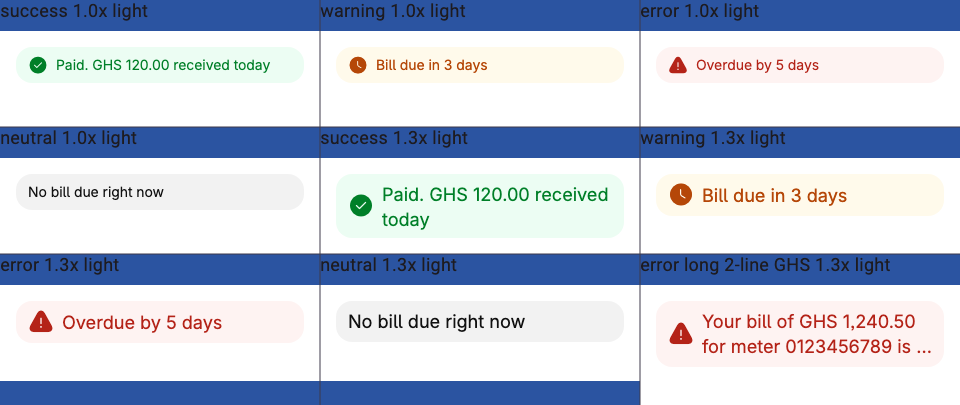 success 1.0x light
warning 1.0x light
error 1.0x light
Paid. GHS 120.00 received today
Bill due in 3 days
Overdue by 5 days
neutral 1.0x light
success 1.3x light
warning 1.3x light
No bill due right now
Paid. GHS 120.00 received
today
Bill due in 3 days
error 1.3x light
neutral 1.3x light
error long 2-line GHS 1.3x light
Overdue by 5 days
No bill due right now
Your bill of GHS 1,240.50
for meter 0123456789 is ...